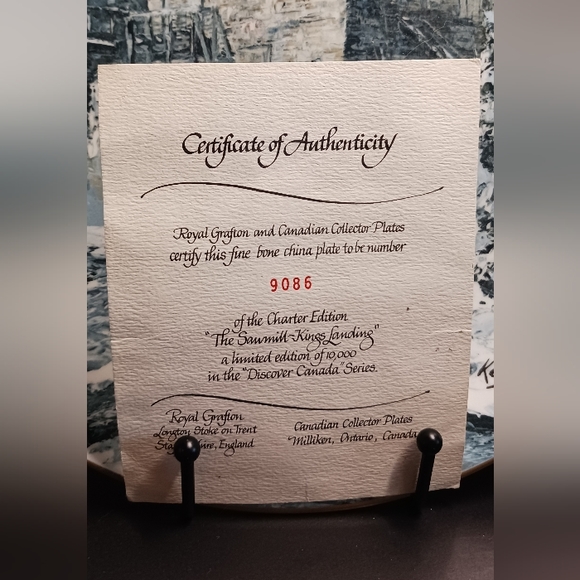 Certificate of Authenticity
Royal Grafton and Canadian Collector Plates
certify this fine bone china plate to be number
9086
of the Charter Edition
"The Sawmill-Kings Landing"
a limited edition of 10,000
in the "Discover Canada" Series.
Royal Grafton
Longton Stoke on Trent
England
Canadian Collector Plates
Milliken, Ontario, Canada